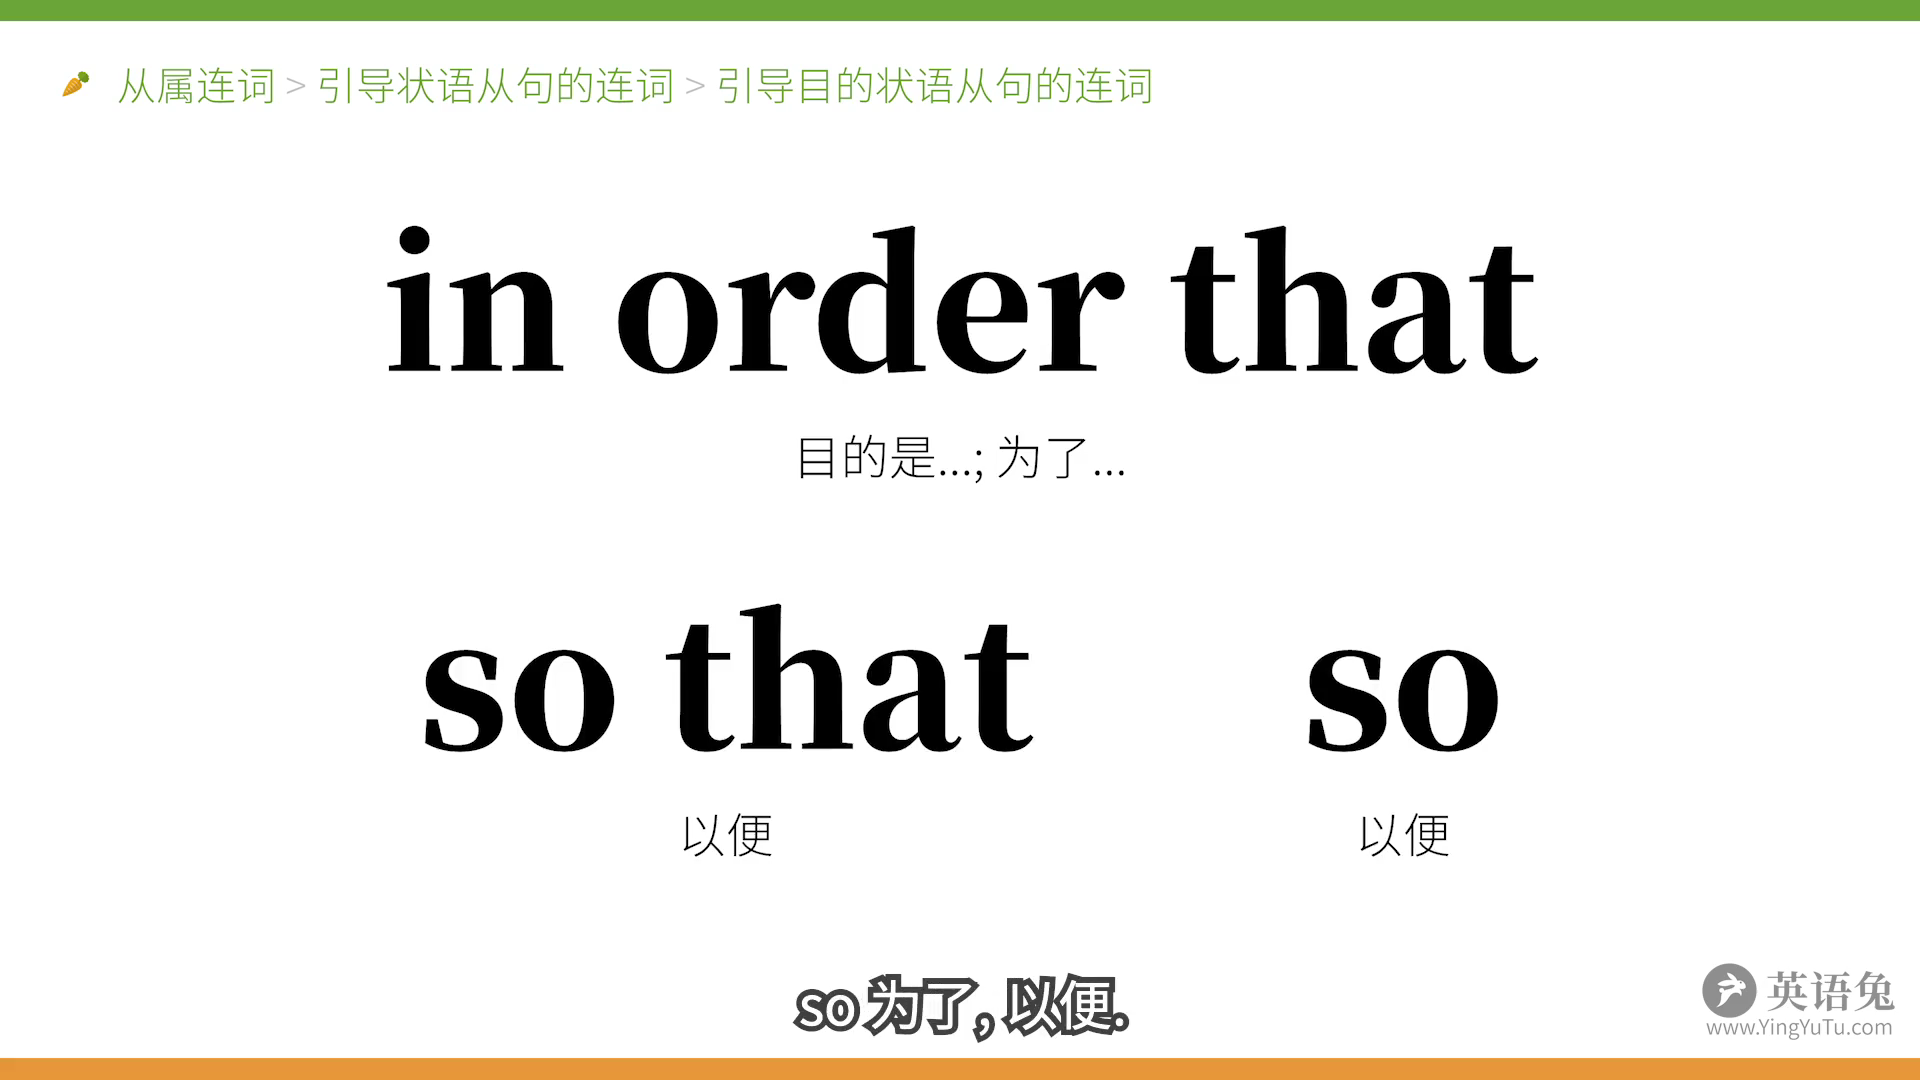 从属连词 > 引导状语从句的连词 > 引导目的状语从句的连词
in order that
目的是...; 为了...
so that so
以便 以便
so 为了, 以便.
英语兔
www.YingYuTu.com